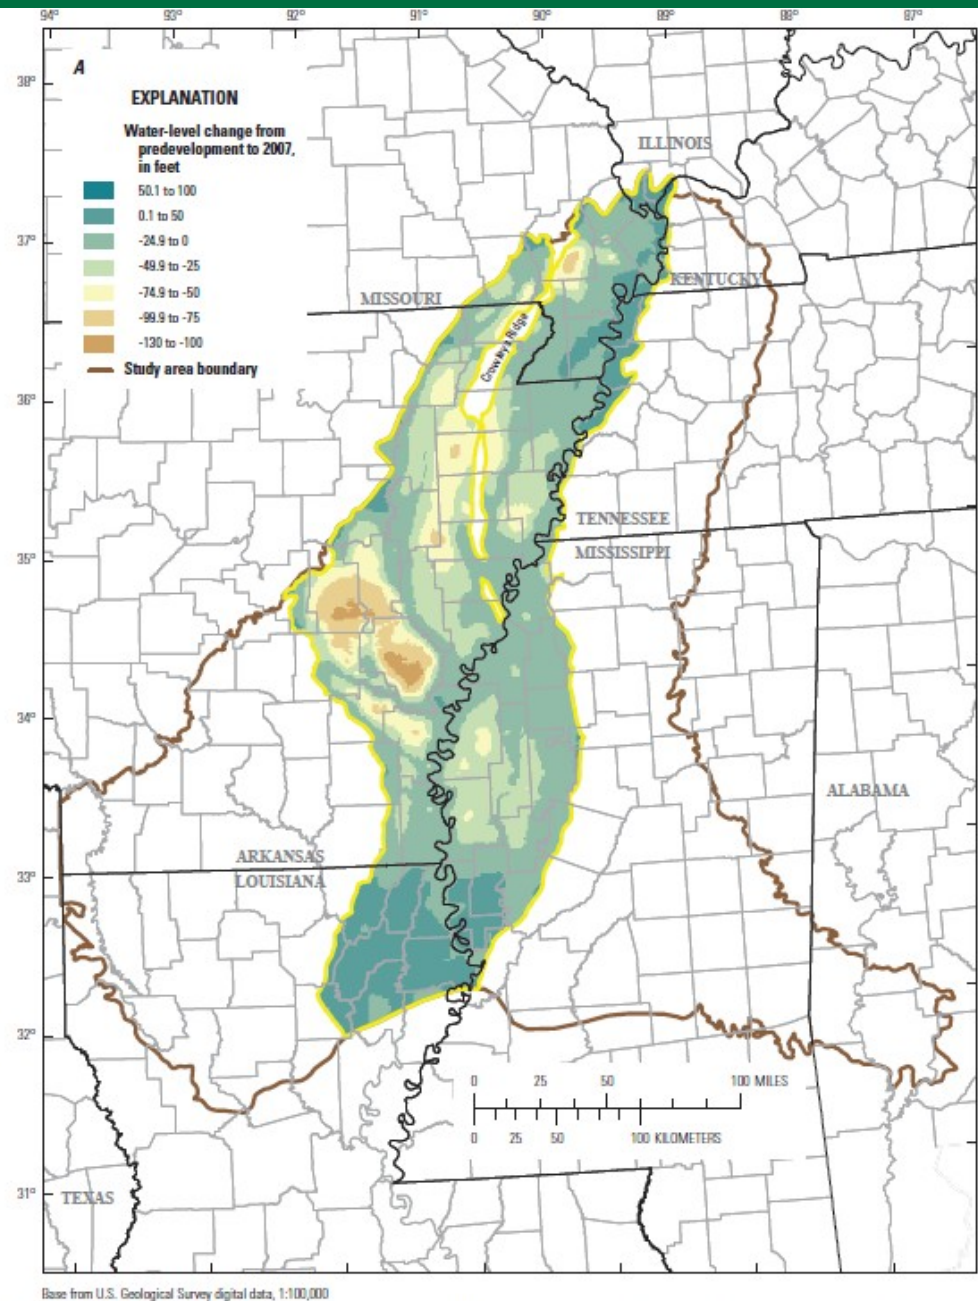 94° 93° 92° 91° 90° 89° 88° 87°
A
38°
EXPLANATION
Water-level change from
predevelopment to 2007,
in feet
50.1 to 100
0.1 to 50
-24.9 to 0
-49.9 to -25
-74.9 to -50
-99.9 to -75
-130 to -100
Study area boundary
ILLINOIS
37°
KENTUCKY
MISSOURI
Crowleys Ridge
36°
TENNESSEE
MISSISSIPPI
35°
34°
ALABAMA
ARKANSAS
LOUISIANA
33°
32°
0 25 50 100 MILES
0 25 50 100 KILOMETERS
31°
TEXAS
Base from U.S. Geological Survey digital data, 1:100,000